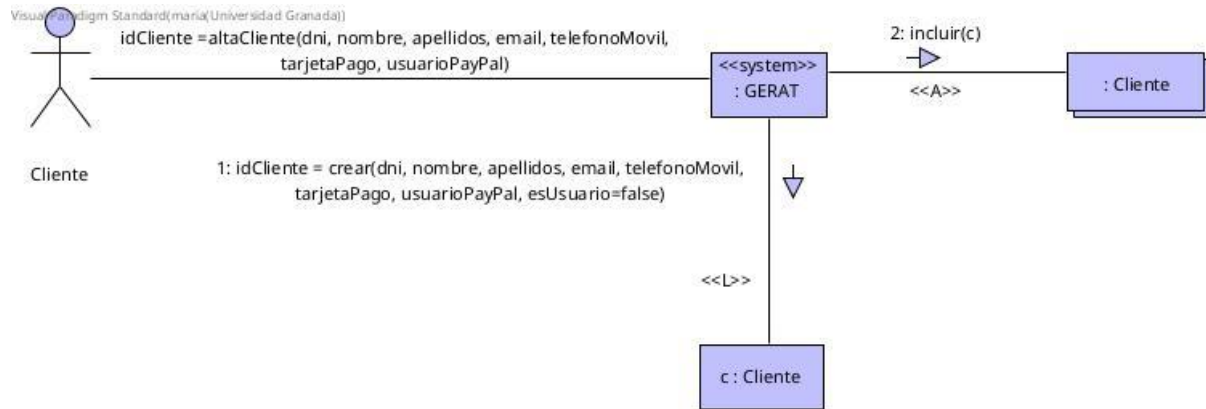 Visual Paradigm Standard(maria(Universidad Granada))
idCliente =altaCliente(dni, nombre, apellidos, email, telefonoMovil,
tarjetaPago, usuarioPayPal)
2: incluir(c)
<<system>>
: GERAT
<<A>>
: Cliente
Cliente
1: idCliente = crear(dni, nombre, apellidos, email, telefonoMovil,
tarjetaPago, usuarioPayPal, esUsuario=false)
<<L>>
c : Cliente